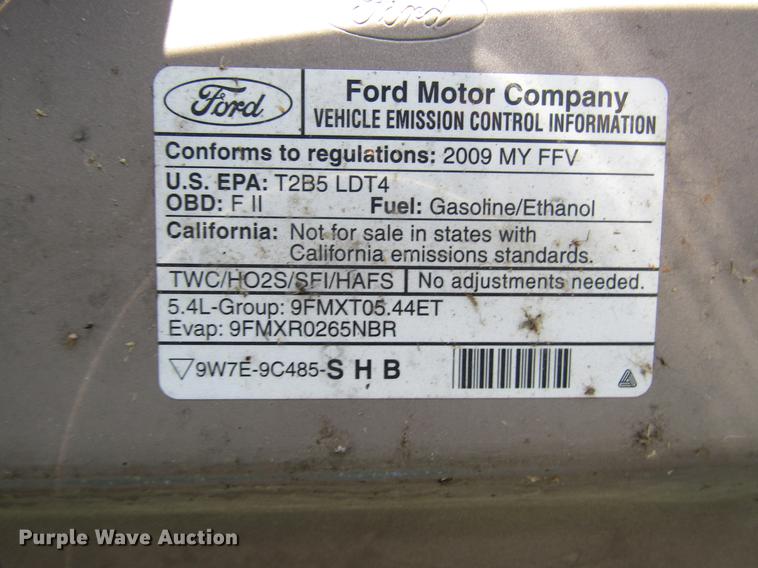 Ford
Ford
Ford Motor Company
VEHICLE EMISSION CONTROL INFORMATION
Conforms to regulations: 2009 MY FFV
U.S. EPA: T2B5 LDT4
OBD: F II Fuel: Gasoline/Ethanol
California: Not for sale in states with
California emissions standards.
TWC/HO2S/SFI/HAFS No adjustments needed.
5.4L-Group: 9FMXT05.44ET
Evap: 9FMXR0265NBR
9W7E-9C485-S H B
Purple Wave Auction